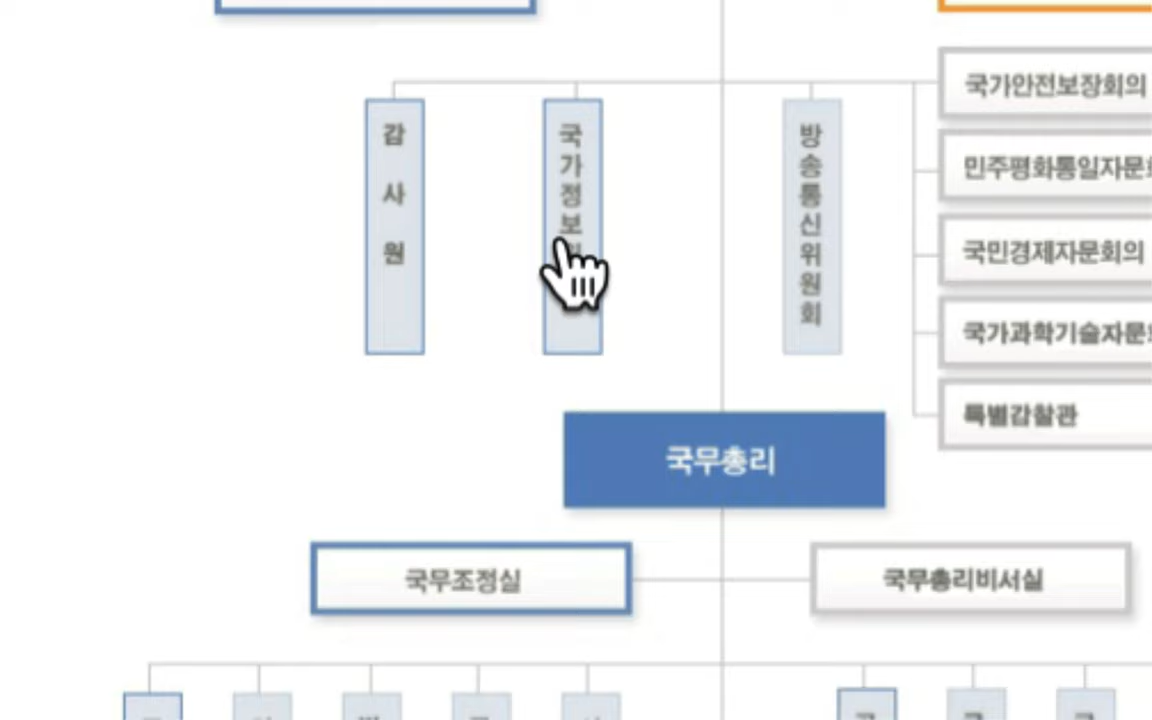 감사원
국가정보
방송통신위원회
국가안전보장회의
민주평화통일자문
국민경제자문회의
국가과학기술자문
특별감찰관
국무총리
국무조정실
국무총리비서실